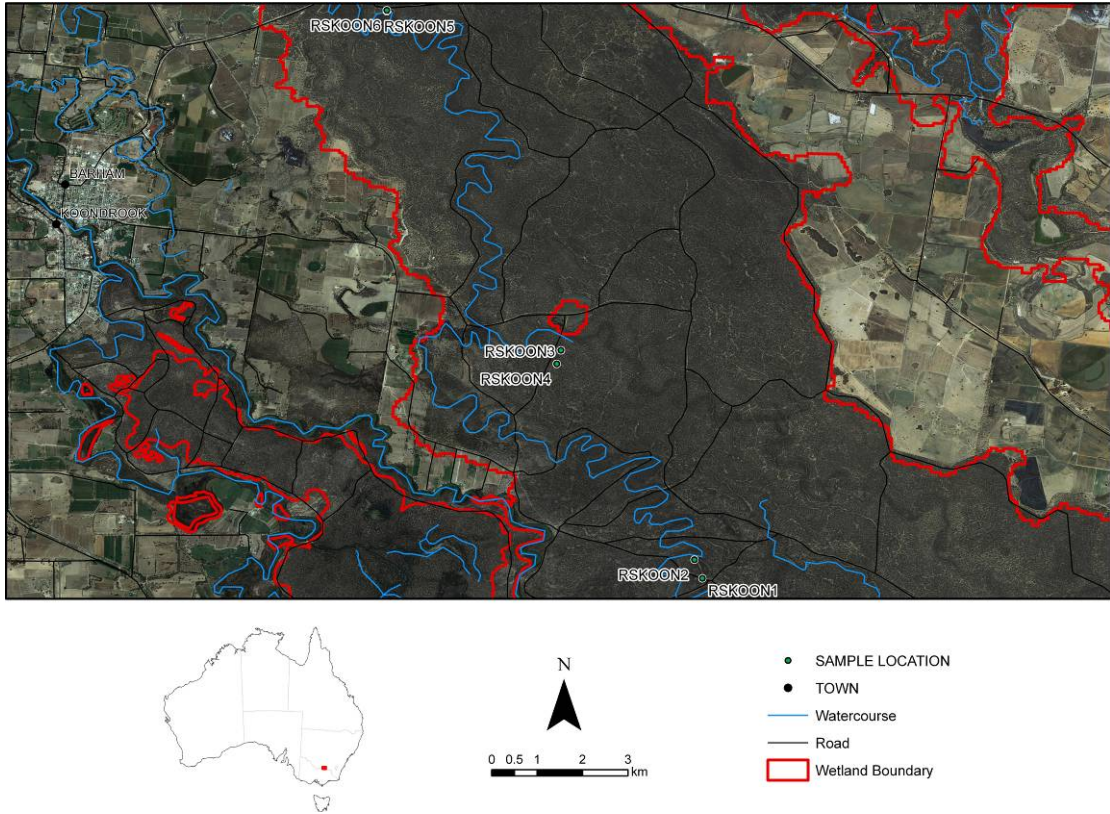 RSKOON6 RSKOON5
BARHAM
KOONDROOK
RSKOON3
RSKOON4
RSKOON2
RSKOON1
N
0 0.5 1 2 3
km
SAMPLE LOCATION
TOWN
Watercourse
Road
Wetland Boundary